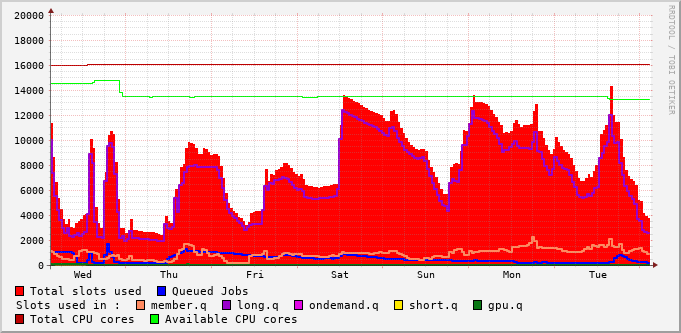 RRDTOOL / TOBI OETIKER
20000
18000
16000
14000
12000
10000
8000
6000
4000
2000
0
Wed Thu Fri Sat Sun Mon Tue
Total slots used Queued Jobs
Slots used in : member.q long.q ondemand.q short.q gpu.q
Total CPU cores Available CPU cores